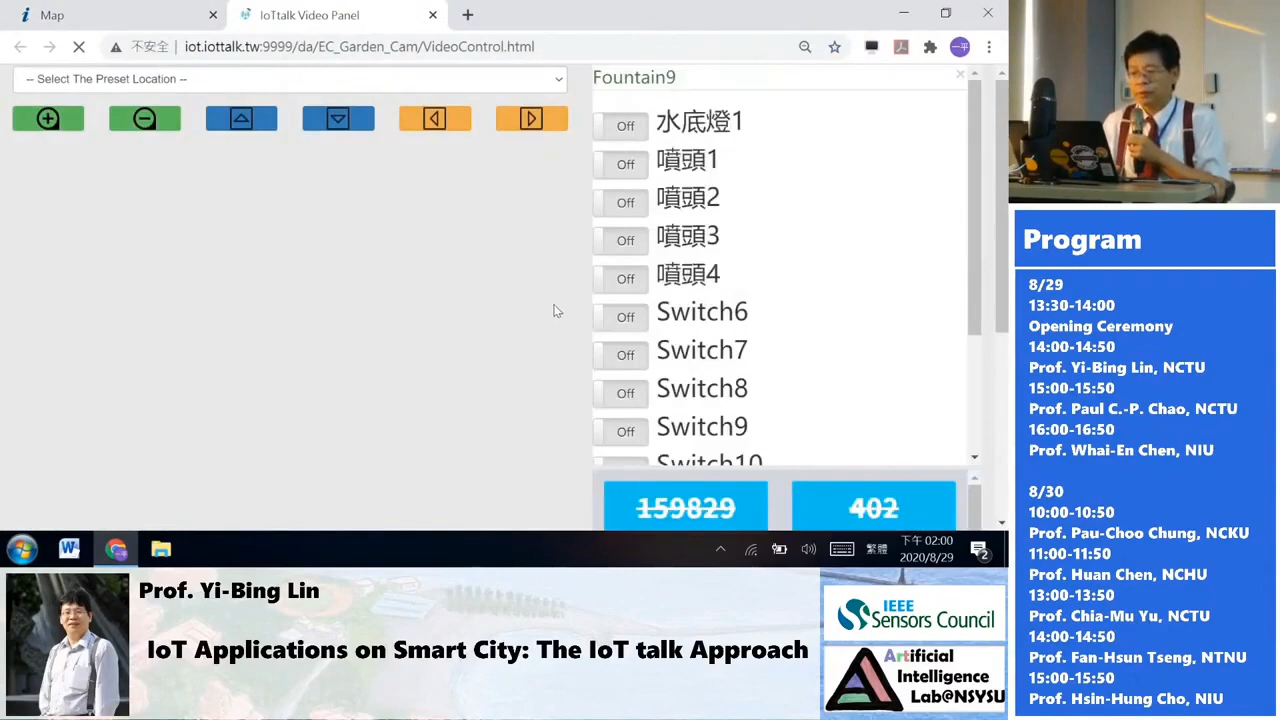 Map
IoTtalk Video Panel
不安全
iot.iottalk.tw:9999/da/EC_Garden_Cam/VideoControl.html
一平
-- Select The Preset Location --
Fountain9
Off 水底燈1
Off 噴頭1
Off 噴頭2
Off 噴頭3
Off 噴頭4
Off Switch6
Off Switch7
Off Switch8
Off Switch9
Switch10
159829
402
繁體
下午 02:00
2020/8/29
2
Program
8/29
13:30-14:00
Opening Ceremony
14:00-14:50
Prof. Yi-Bing Lin, NCTU
15:00-15:50
Prof. Paul C.-P. Chao, NCTU
16:00-16:50
Prof. Whai-En Chen, NIU
8/30
10:00-10:50
Prof. Pau-Choo Chung, NCKU
11:00-11:50
Prof. Huan Chen, NCHU
13:00-13:50
Prof. Chia-Mu Yu, NCTU
14:00-14:50
Prof. Fan-Hsun Tseng, NTNU
15:00-15:50
Prof. Hsin-Hung Cho, NIU
Prof. Yi-Bing Lin
IoT Applications on Smart City: The IoT talk Approach
IEEE
Sensors Council
Artificial
Intelligence
Lab@NSYSU